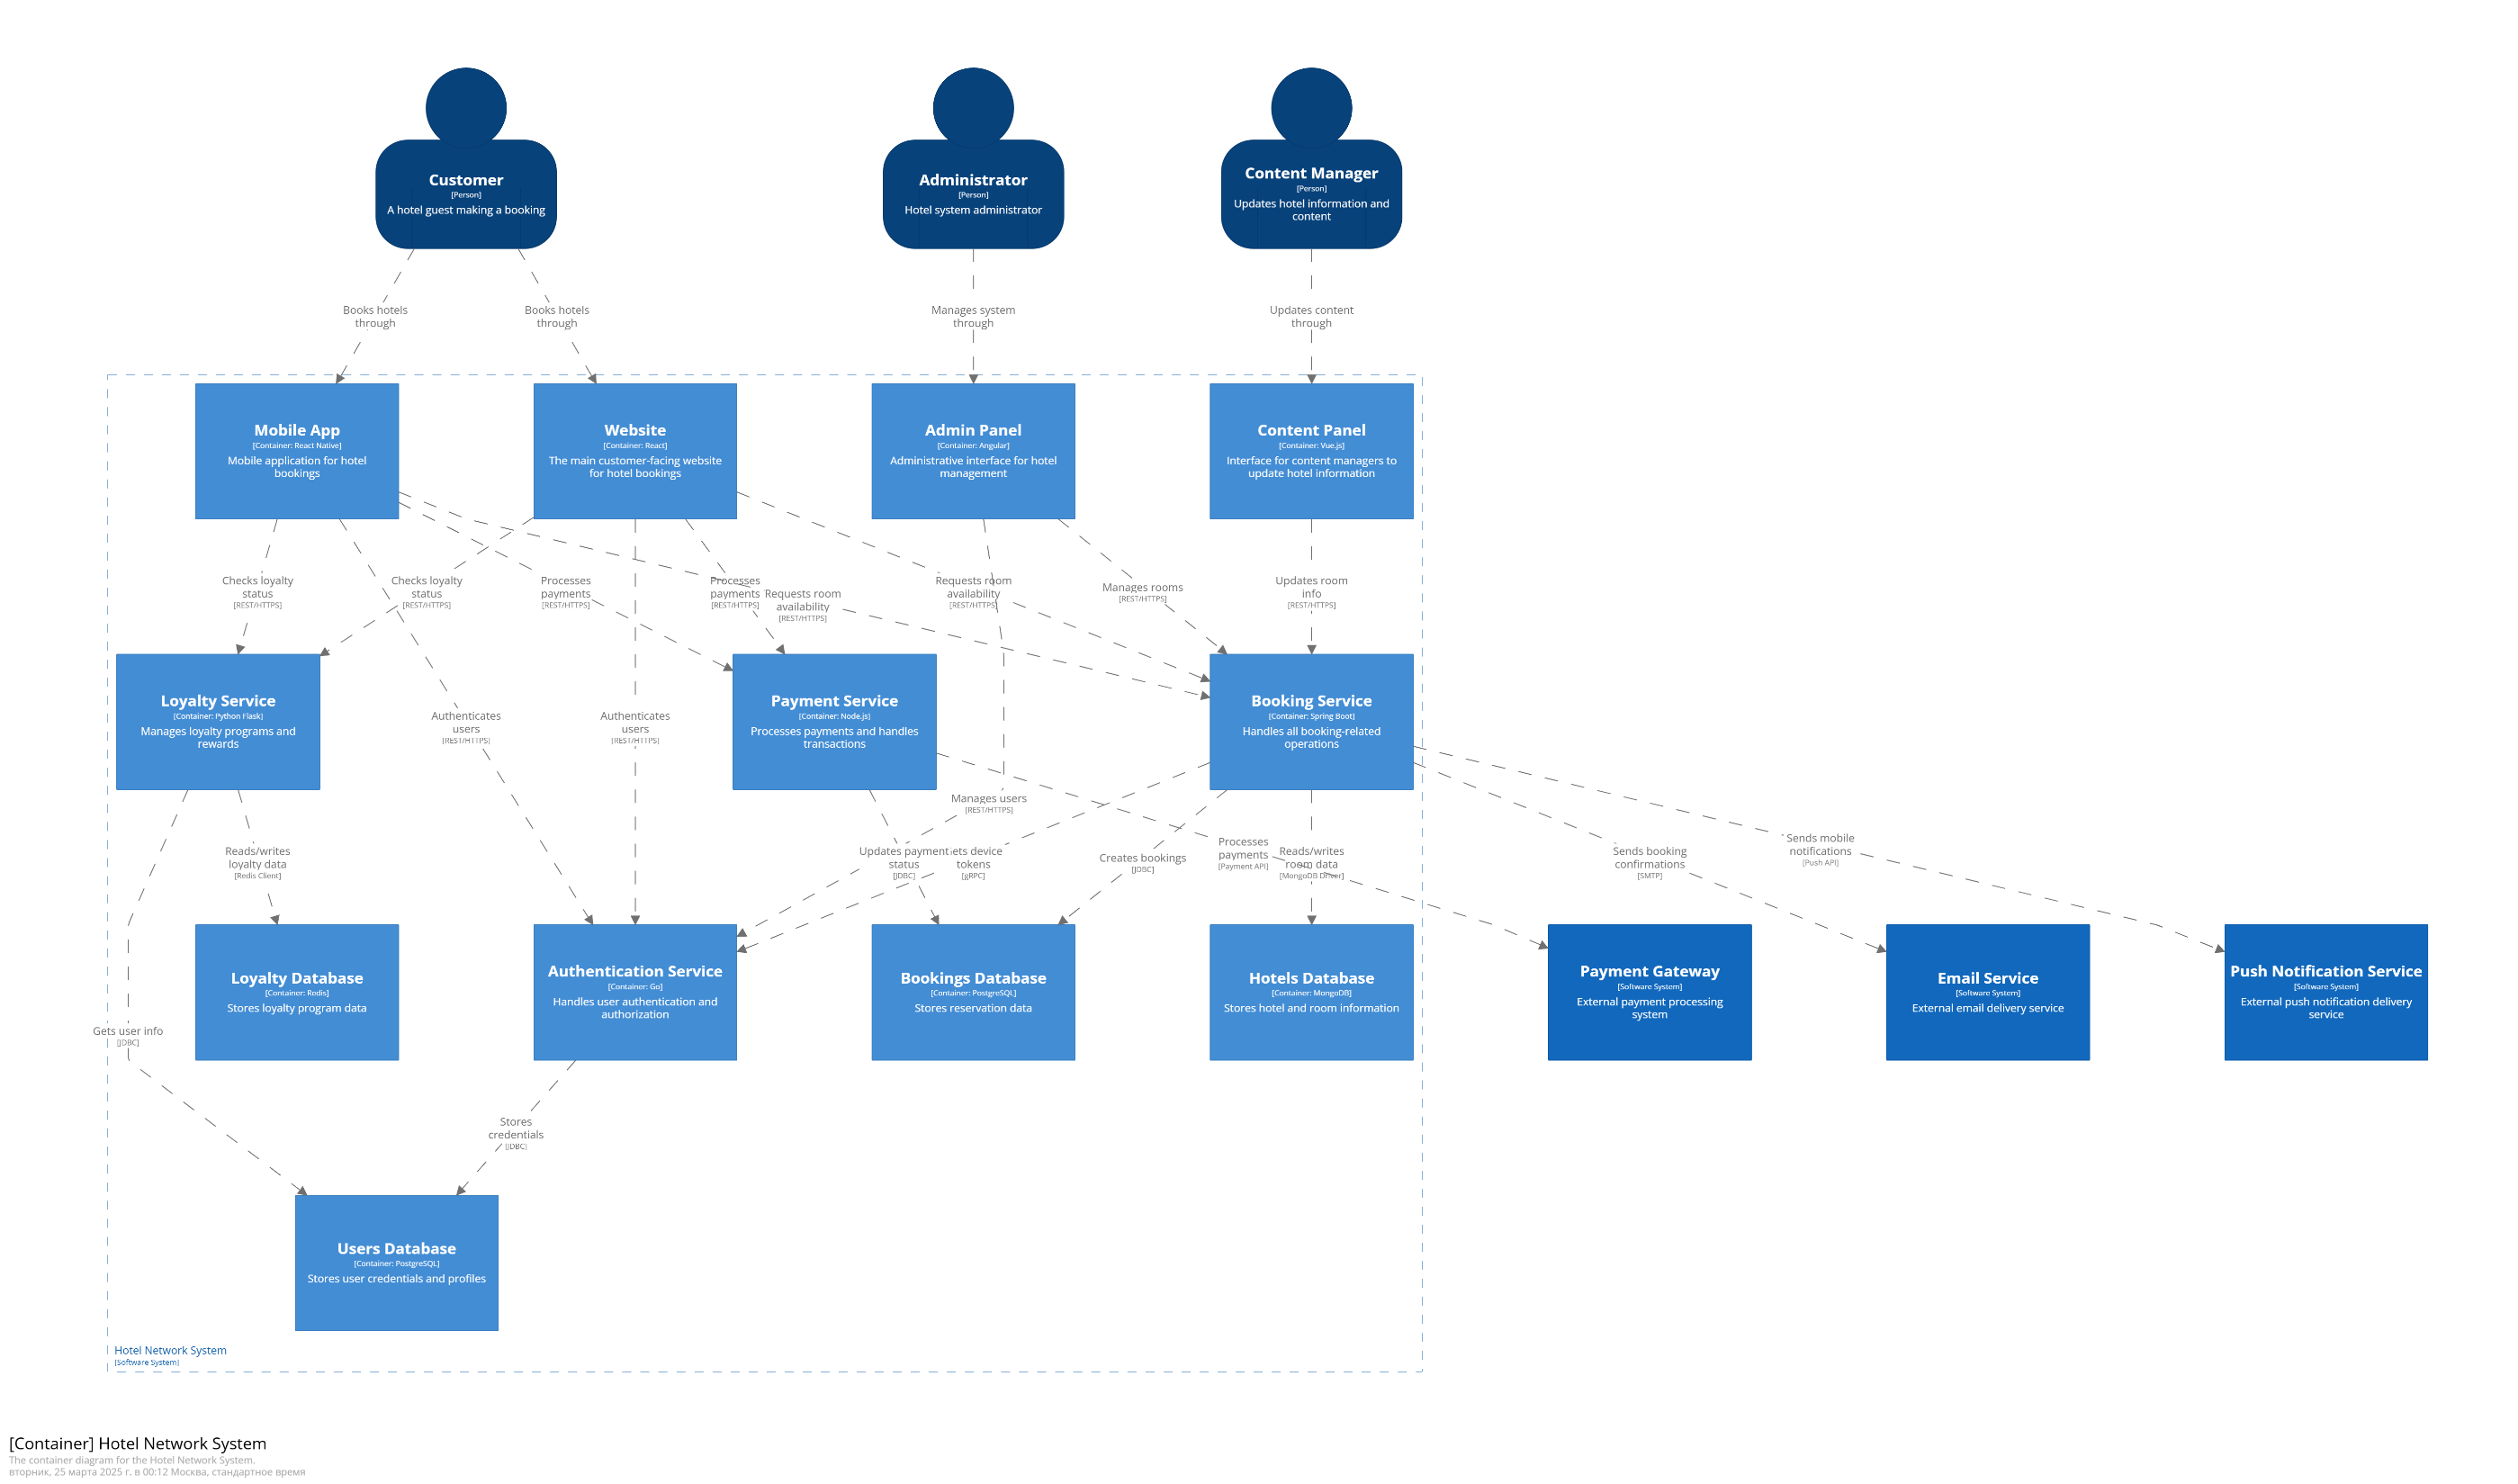 Customer
[Person]
A hotel guest making a booking
Administrator
[Person]
Hotel system administrator
Content Manager
[Person]
Updates hotel information and
content
Books hotels
through
Books hotels
through
Manages system
through
Updates content
through
Mobile App
[Container: React Native]
Mobile application for hotel
bookings
Website
[Container: React]
The main customer-facing website
for hotel bookings
Admin Panel
[Container: Angular]
Administrative interface for hotel
management
Content Panel
[Container: Vue.js]
Interface for content managers to
update hotel information
Checks loyalty
status
[REST/HTTPS]
Checks loyalty
status
[REST/HTTPS]
Processes
payments
[REST/HTTPS]
Processes
payments
[REST/HTTPS]
Requests room
availability
[REST/HTTPS]
Requests room
availability
[REST/HTTPS]
Manages rooms
[REST/HTTPS]
Updates room
info
[REST/HTTPS]
Loyalty Service
[Container: Python Flask]
Manages loyalty programs and
rewards
Authenticates
users
[REST/HTTPS]
Authenticates
users
[REST/HTTPS]
Payment Service
[Container: Node.js]
Processes payments and handles
transactions
Booking Service
[Container: Spring Boot]
Handles all booking-related
operations
Manages users
[REST/HTTPS]
Reads/writes
loyalty data
[Redis Client]
Updates payment
status
[JDBC]
device
tokens
[gRPC]
Creates bookings
[JDBC]
Processes
payments
[Payment API]
Reads/writes
room data
[MongoDB Driver]
Sends booking
confirmations
[SMTP]
Sends mobile
notifications
[Push API]
Loyalty Database
[Container: Redis]
Stores loyalty program data
Authentication Service
[Container: Go]
Handles user authentication and
authorization
Bookings Database
[Container: PostgreSQL]
Stores reservation data
Hotels Database
[Container: MongoDB]
Stores hotel and room information
Payment Gateway
[Software System]
External payment processing
system
Email Service
[Software System]
External email delivery service
Push Notification Service
[Software System]
External push notification delivery
service
Gets user info
[JDBC]
Stores
credentials
[JDBC]
Users Database
[Container: PostgreSQL]
Stores user credentials and profiles
Hotel Network System
[Software System]
[Container] Hotel Network System
The container diagram for the Hotel Network System.
вторник, 25 марта 2025 г. в 00:12 Москва, стандартное время